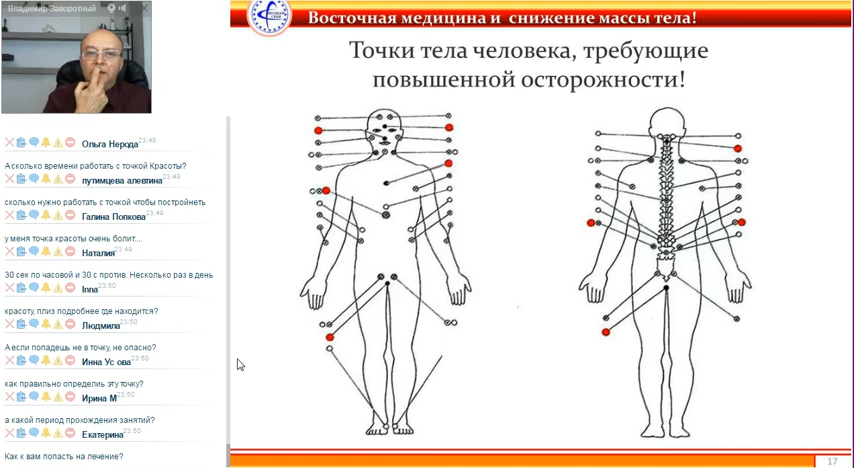 Владимир Заворотный
Восточная медицина и снижение массы тела!
Точки тела человека, требующие
повышенной осторожности!
Ольга Нерода 23:48
А сколько времени работать с точкой Красоты?
путимцева алевтина 23:49
сколько нужно работать с точкой чтобы постройнеть
Галина Попкова 23:49
у меня точка красоты очень болит....
Наталия 23:49
30 сек по часовой и 30 с против. Несколько раз в день
Inna 23:50
красоту, плиз подробнее где находится?
Людмила 23:50
А если попадешь не в точку, не опасно?
Инна Ус ова 23:50
как правильно определиь эту точку?
Ирина М 23:50
а какой период прохождения занятий?
Екатерина 23:50
Как к вам попасть на лечение?
17